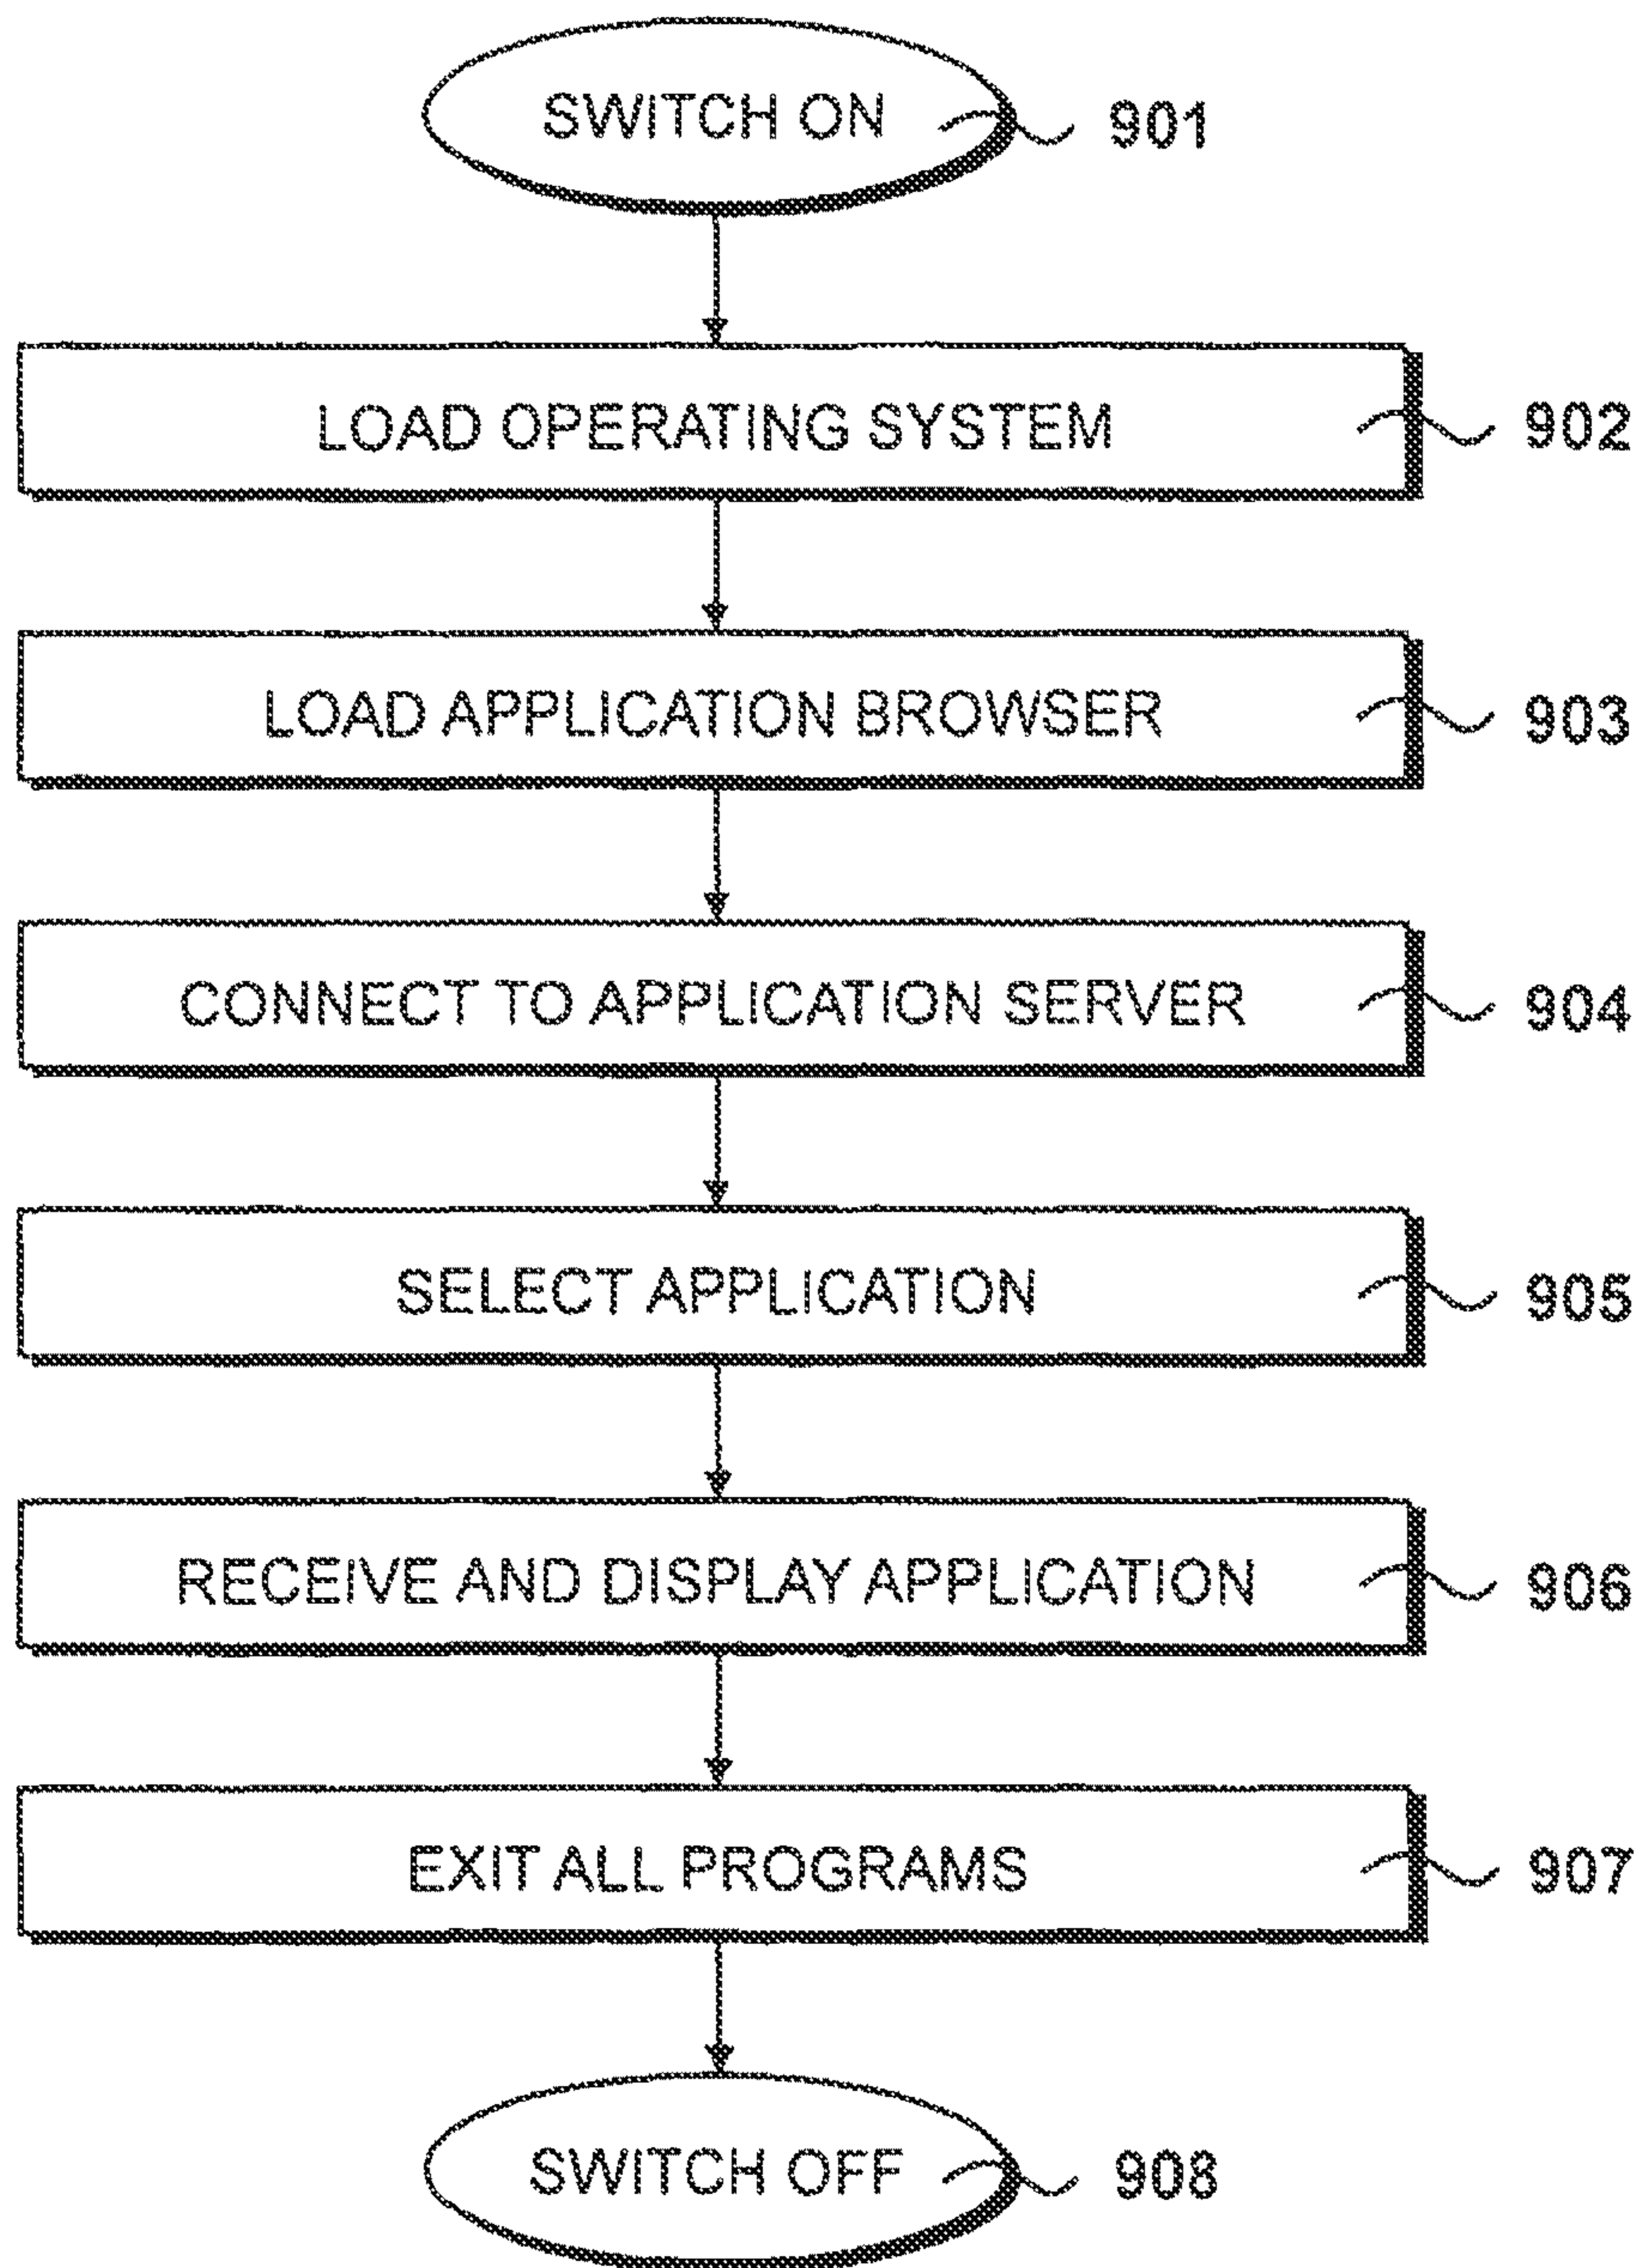 SWITCH ON 901
LOAD OPERATING SYSTEM 902
LOAD APPLICATION BROWSER 903
CONNECT TO APPLICATION SERVER 904
SELECT APPLICATION 905
RECEIVE AND DISPLAY APPLICATION 906
EXIT ALL PROGRAMS 907
SWITCH OFF 908